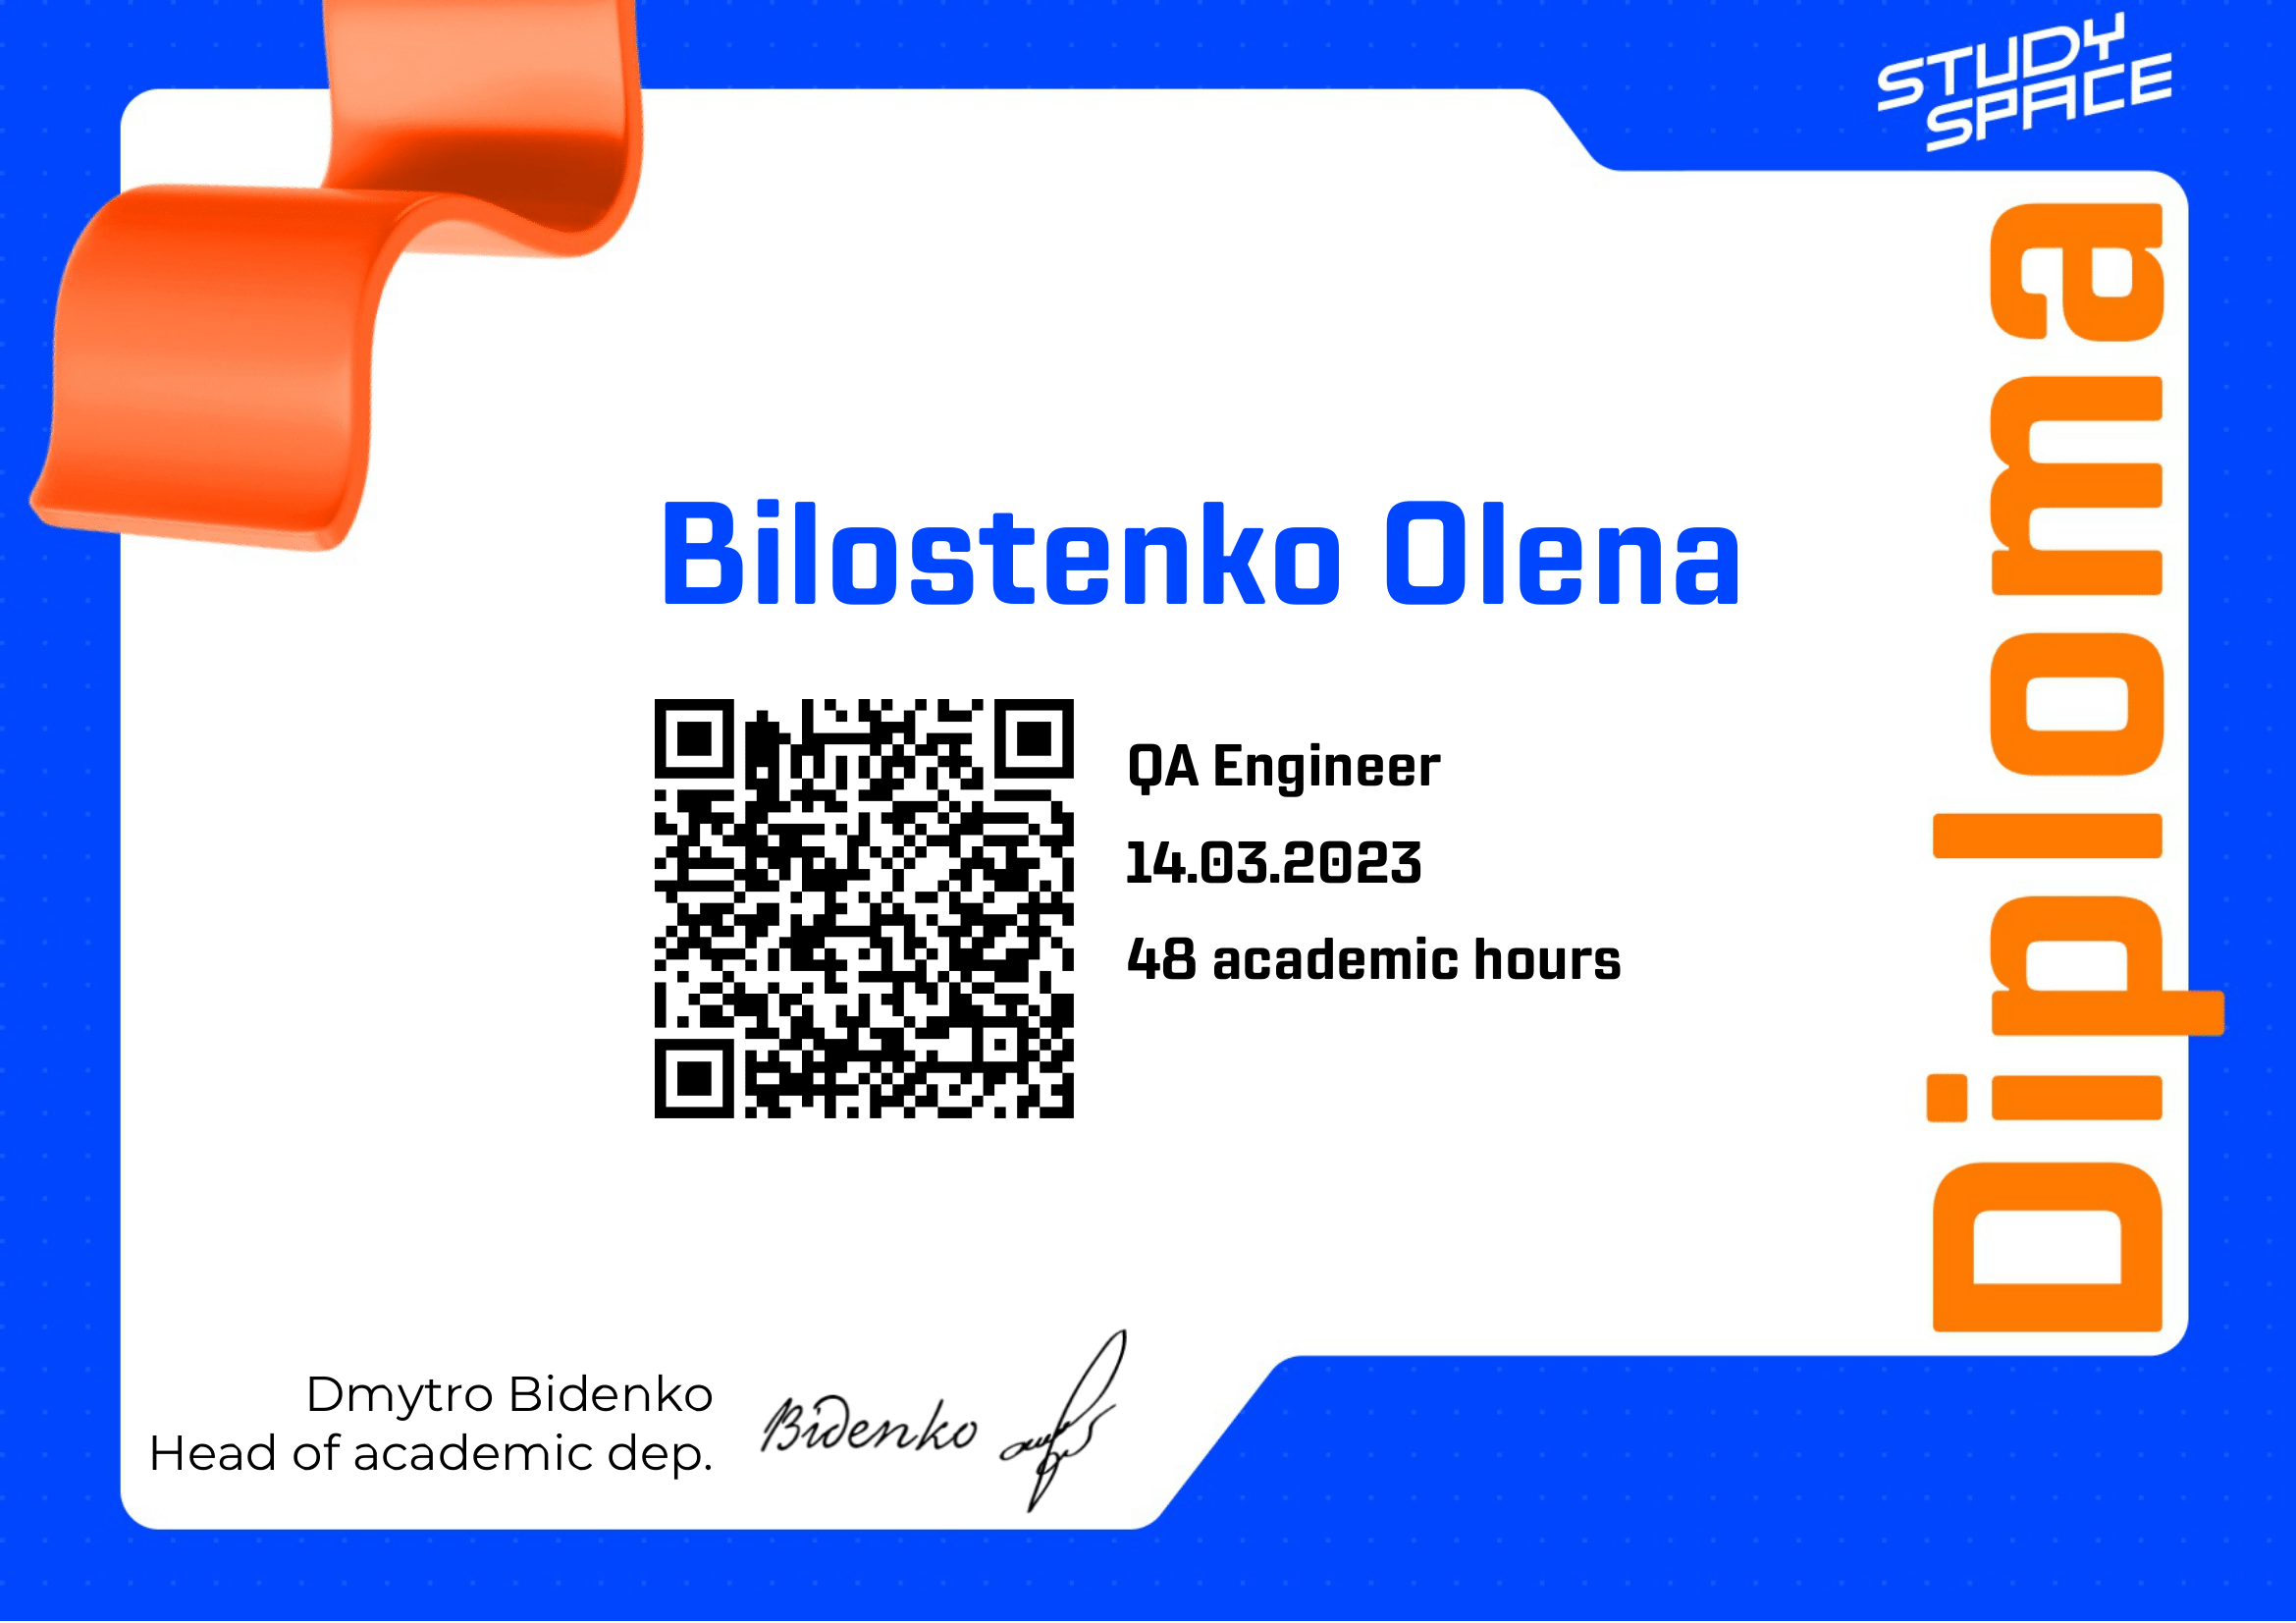 STUDY
SPACE
Diploma
Bilostenko Olena
QA Engineer
14.03.2023
48 academic hours
Dmytro Bidenko
Head of academic dep.
Bidenko